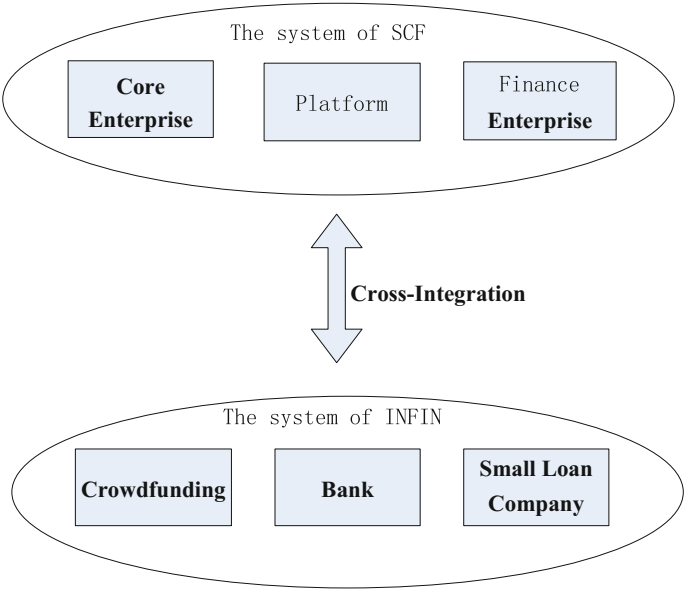 The system of SCF
Core
Enterprise
Platform
Finance
Enterprise
Cross-Integration
The system of INFIN
Crowdfunding
Bank
Small Loan
Company